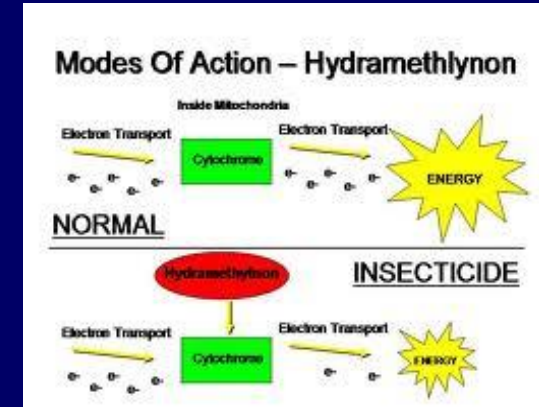 Modes Of Action – Hydramethlynon
Inside Mitochondria
Electron Transport
Cytochrome
Electron Transport
e- e- e- e- e-
e- e- e- e- e-
ENERGY
NORMAL
INSECTICIDE
Hydramethylnon
Electron Transport
Cytochrome
Electron Transport
e- e- e- e- e-
e- e-
ENERGY